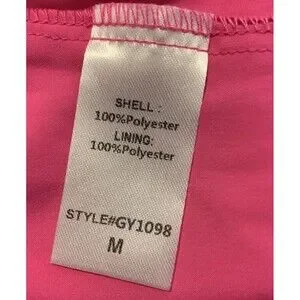 SHELL :
100%Polyester
LINING:
100%Polyester
STYLE#GY1098
M